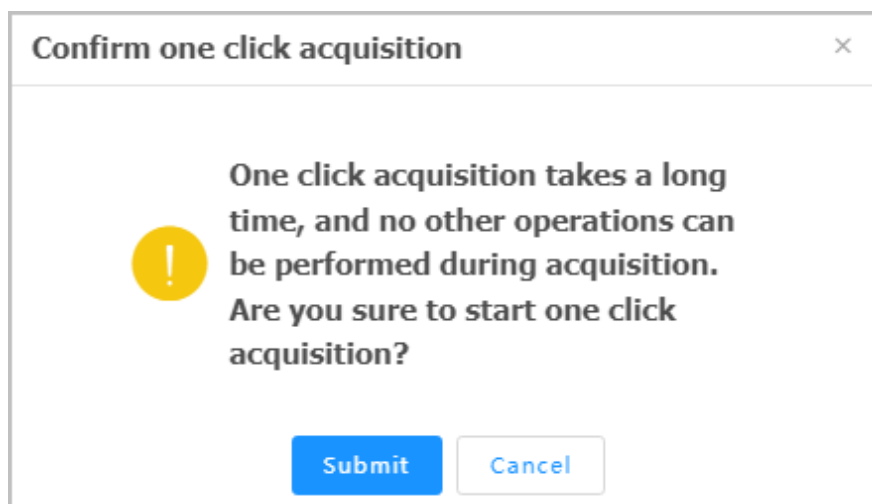 Confirm one click acquisition
One click acquisition takes a long
time, and no other operations can
be performed during acquisition.
Are you sure to start one click
acquisition?
Submit
Cancel